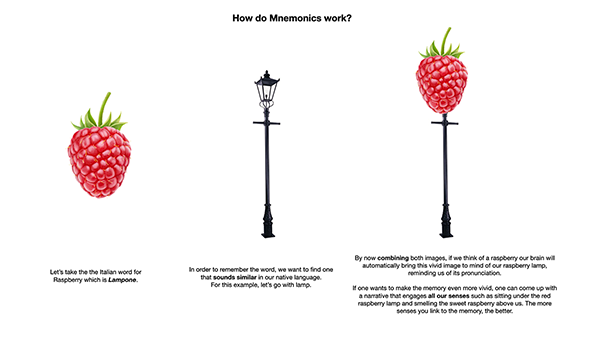 How do Mnemonics work?
Let's take the the Italian word for
Raspberry which is Lampone.
In order to remember the word, we want to find one
that sounds similar in our native language.
For this example, let's go with lamp.
By now combining both images, if we think of a raspberry our brain will
automatically bring this vivid image to mind of our raspberry lamp,
reminding us of its pronunciation.
If one wants to make the memory even more vivid, one can come up with
a narrative that engages all our senses such as sitting under the red
raspberry lamp and smelling the sweet raspberry above us. The more
senses you link to the memory, the better.